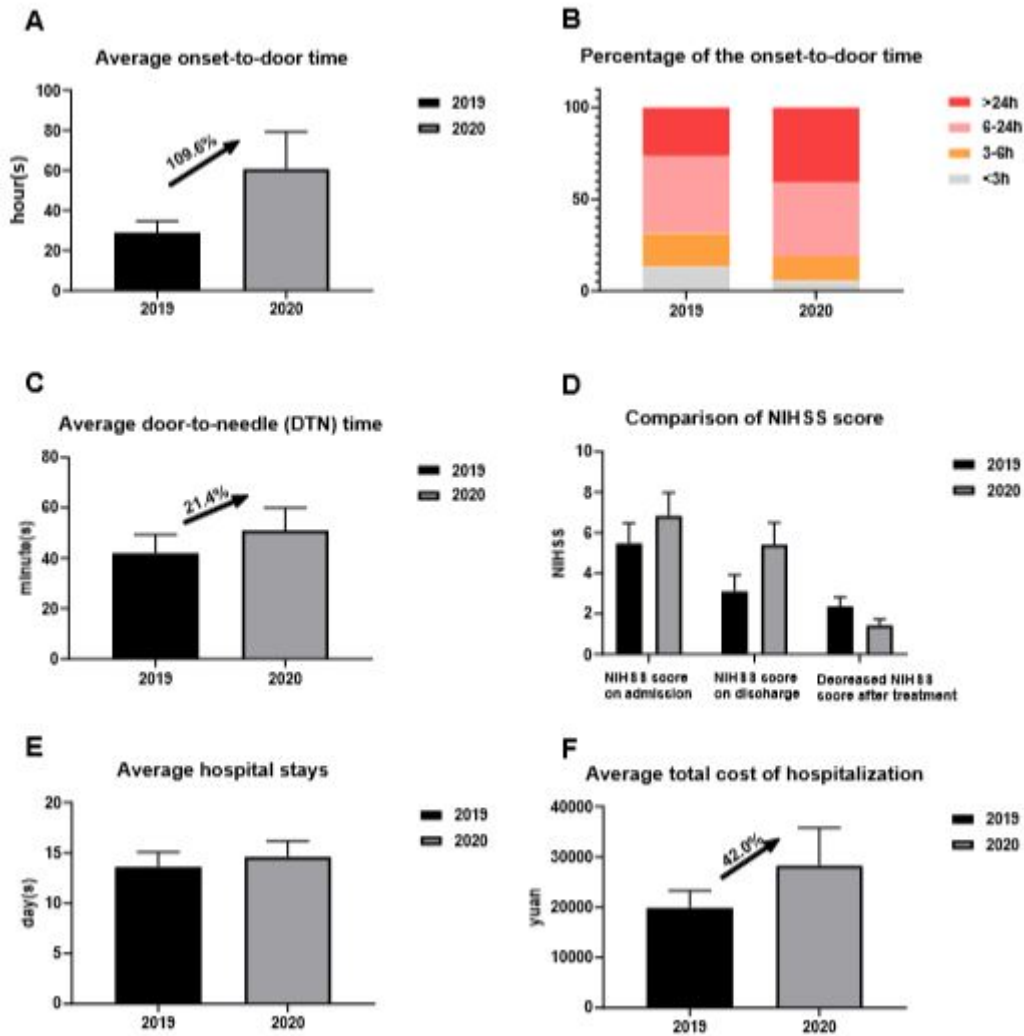 A
Average onset-to-door time
100
80
60
40
20
0
hour(s)
109.6%
2019
2020
2019
2020
B
Percentage of the onset-to-door time
100
50
0
2019
2020
>24h
6-24h
3-6h
<3h
C
Average door-to-needle (DTN) time
80
60
40
20
0
minute(s)
21.4%
2019
2020
2019
2020
D
Comparison of NIHSS score
10
8
6
4
2
0
NIHSS
2019
2020
NIHSS score
on admission
NIHSS score
on discharge
Decreased NIHSS
score after treatment
E
Average hospital stays
20
15
10
5
0
day(s)
2019
2020
2019
2020
F
Average total cost of hospitalization
40000
30000
20000
10000
0
yuan
42.0%
2019
2020
2019
2020